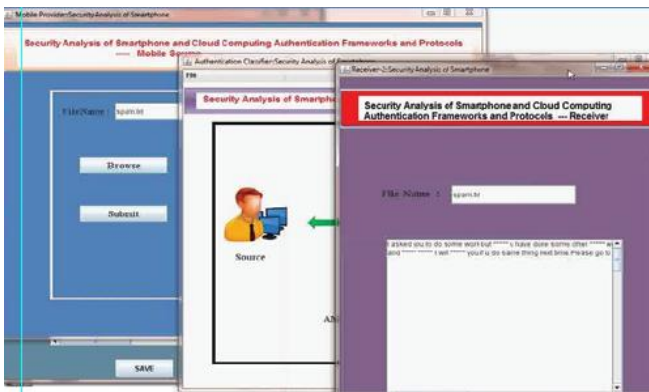 Mobile Provider::Security Analysis of Smartphone
Security Analysis of Smartphone and Cloud Computing Authentication Frameworks and Protocols
---- Mobile
File Name :
spam.txt
Browse
Submit
SAVE
Authentication Classifier:Security Analysis of
File
Security Analysis of Smartpho
Source
AN
Receiver-2:Security Analysis of Smartphone
Security Analysis of Smartphone and Cloud Computing
Authentication Frameworks and Protocols --- Receiver
File Name :
spam.txt
I asked you to do some work but ***** u have done some other ***** w
and ***** ***** I will ***** you if u do same thing next time.Please go to